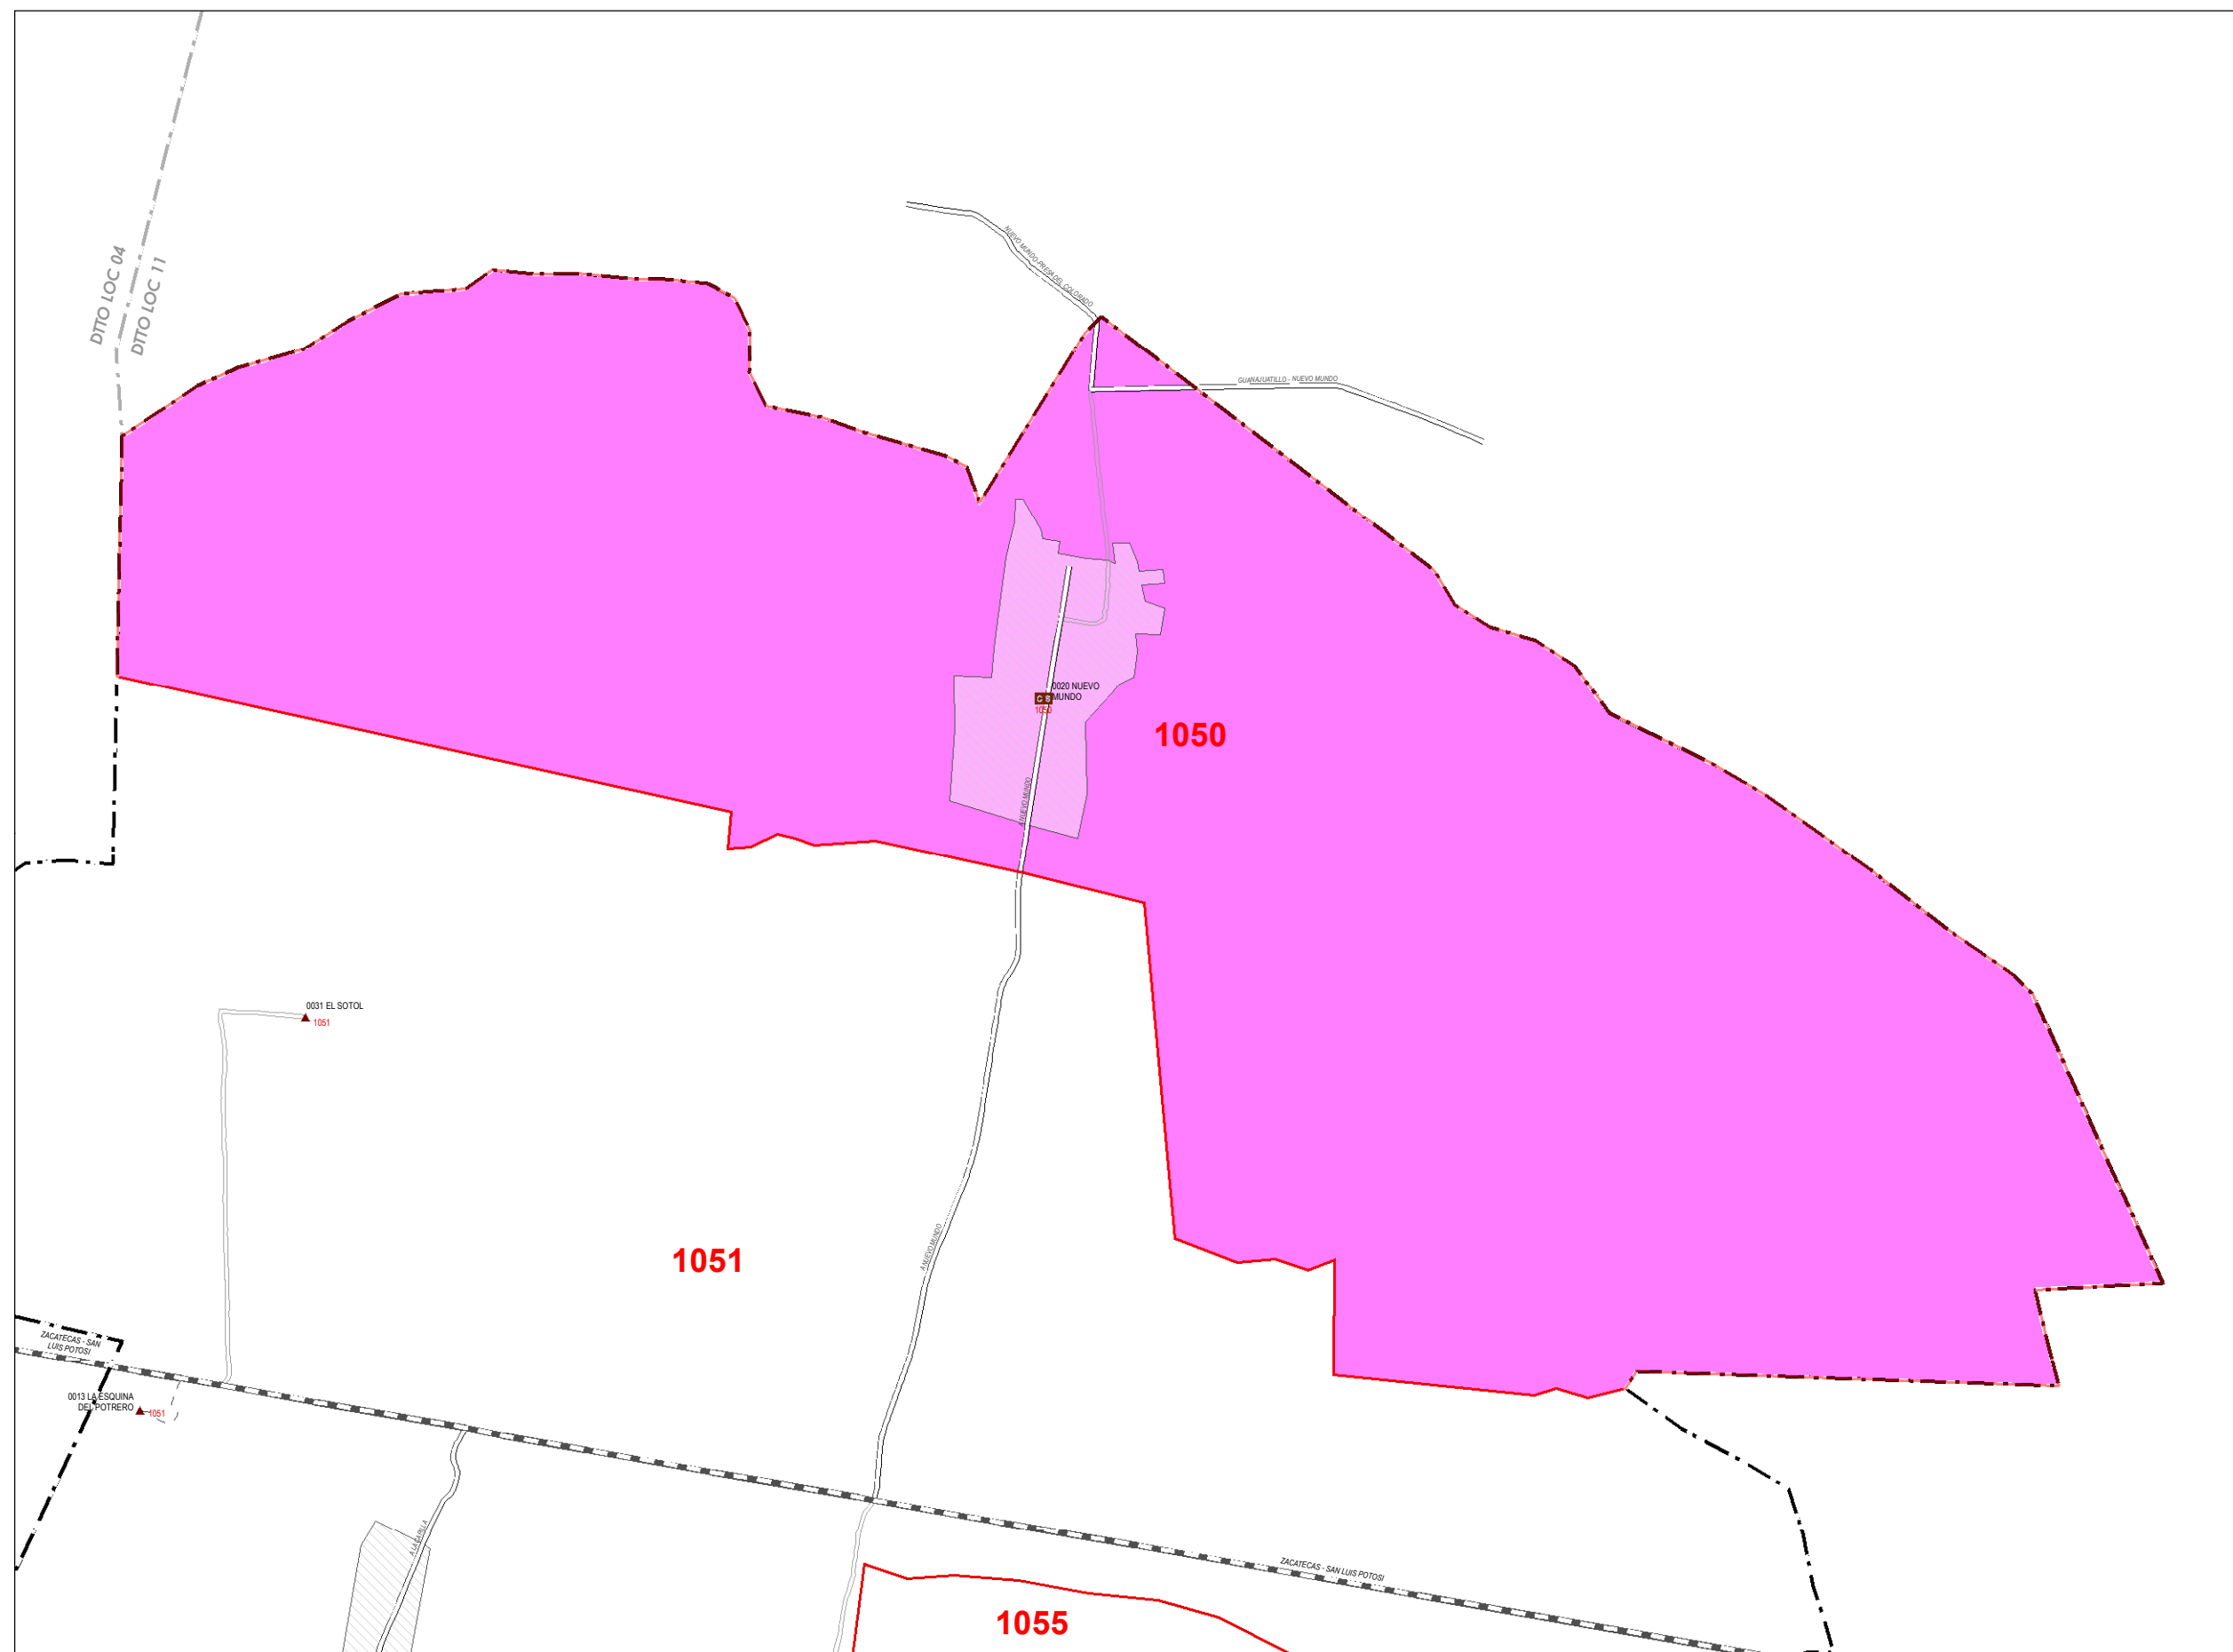 DTTO LOC 04
DTTO LOC 11
NUEVO MUNDO-PRESA DEL COLORADO
GUANAJUATILLO - NUEVO MUNDO
0020 NUEVO
MUNDO
C S
1050
1050
A NUEVO MUNDO
0031 EL SOTOL
1051
A NUEVO MUNDO
1051
ZACATECAS - SAN
LUIS POTOSI
0013 LA ESQUINA
DEL POTRERO
1051
ZACATECAS - SAN LUIS POTOSI
1055